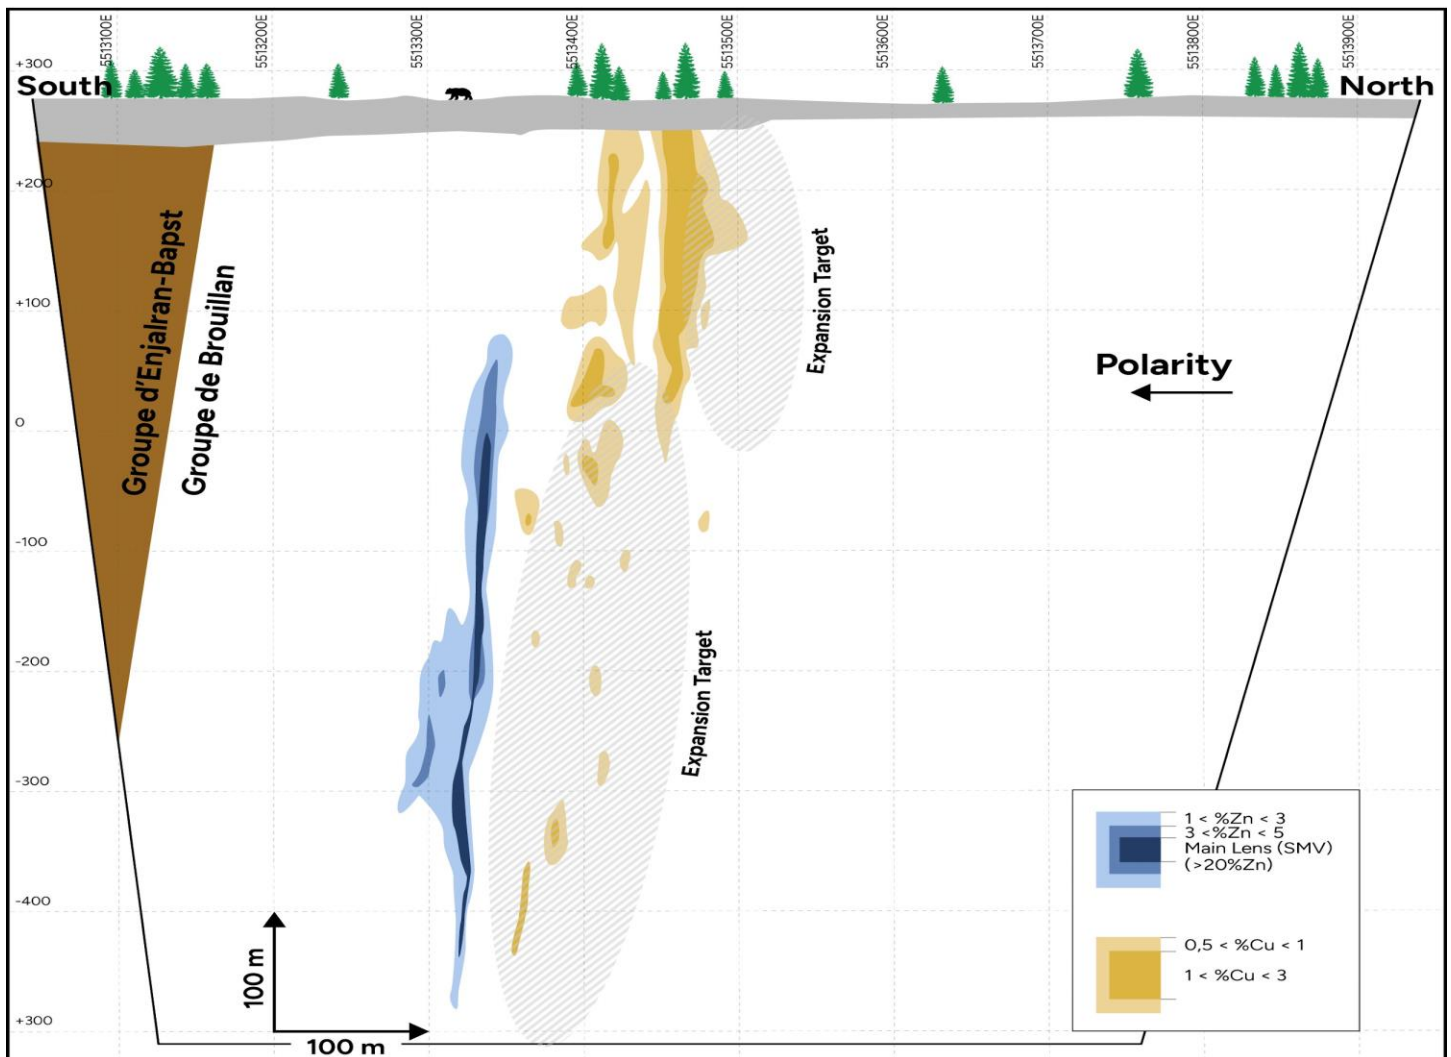 5513100E
5513200E
5513300E
5513400E
5513500E
5513600E
5513700E
5513800E
5513900E
+300
South
North
+200
Groupe d'Enjalran-Bapst
Groupe de Brouillan
Expansion Target
+100
Polarity
0
-100
-200
Expansion Target
-300
1 < %Zn < 3
3 <%Zn < 5
Main Lens (SMV)
(>20%Zn)
-400
0,5 < %Cu < 1
1 < %Cu < 3
100 m
+300
100 m